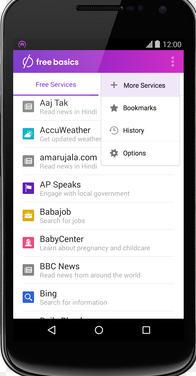 12:00
free basics
Free Services
+ More Services
Bookmarks
History
Options
Aaj Tak
Read news in Hindi
AccuWeather
Get updated weather
amarujala.com
Read news in Hindi
AP Speaks
Engage with local government
Babajob
Search for jobs
BabyCenter
Learn about pregnancy and childcare
BBC News
Read news from around the world
Bing
Search for information